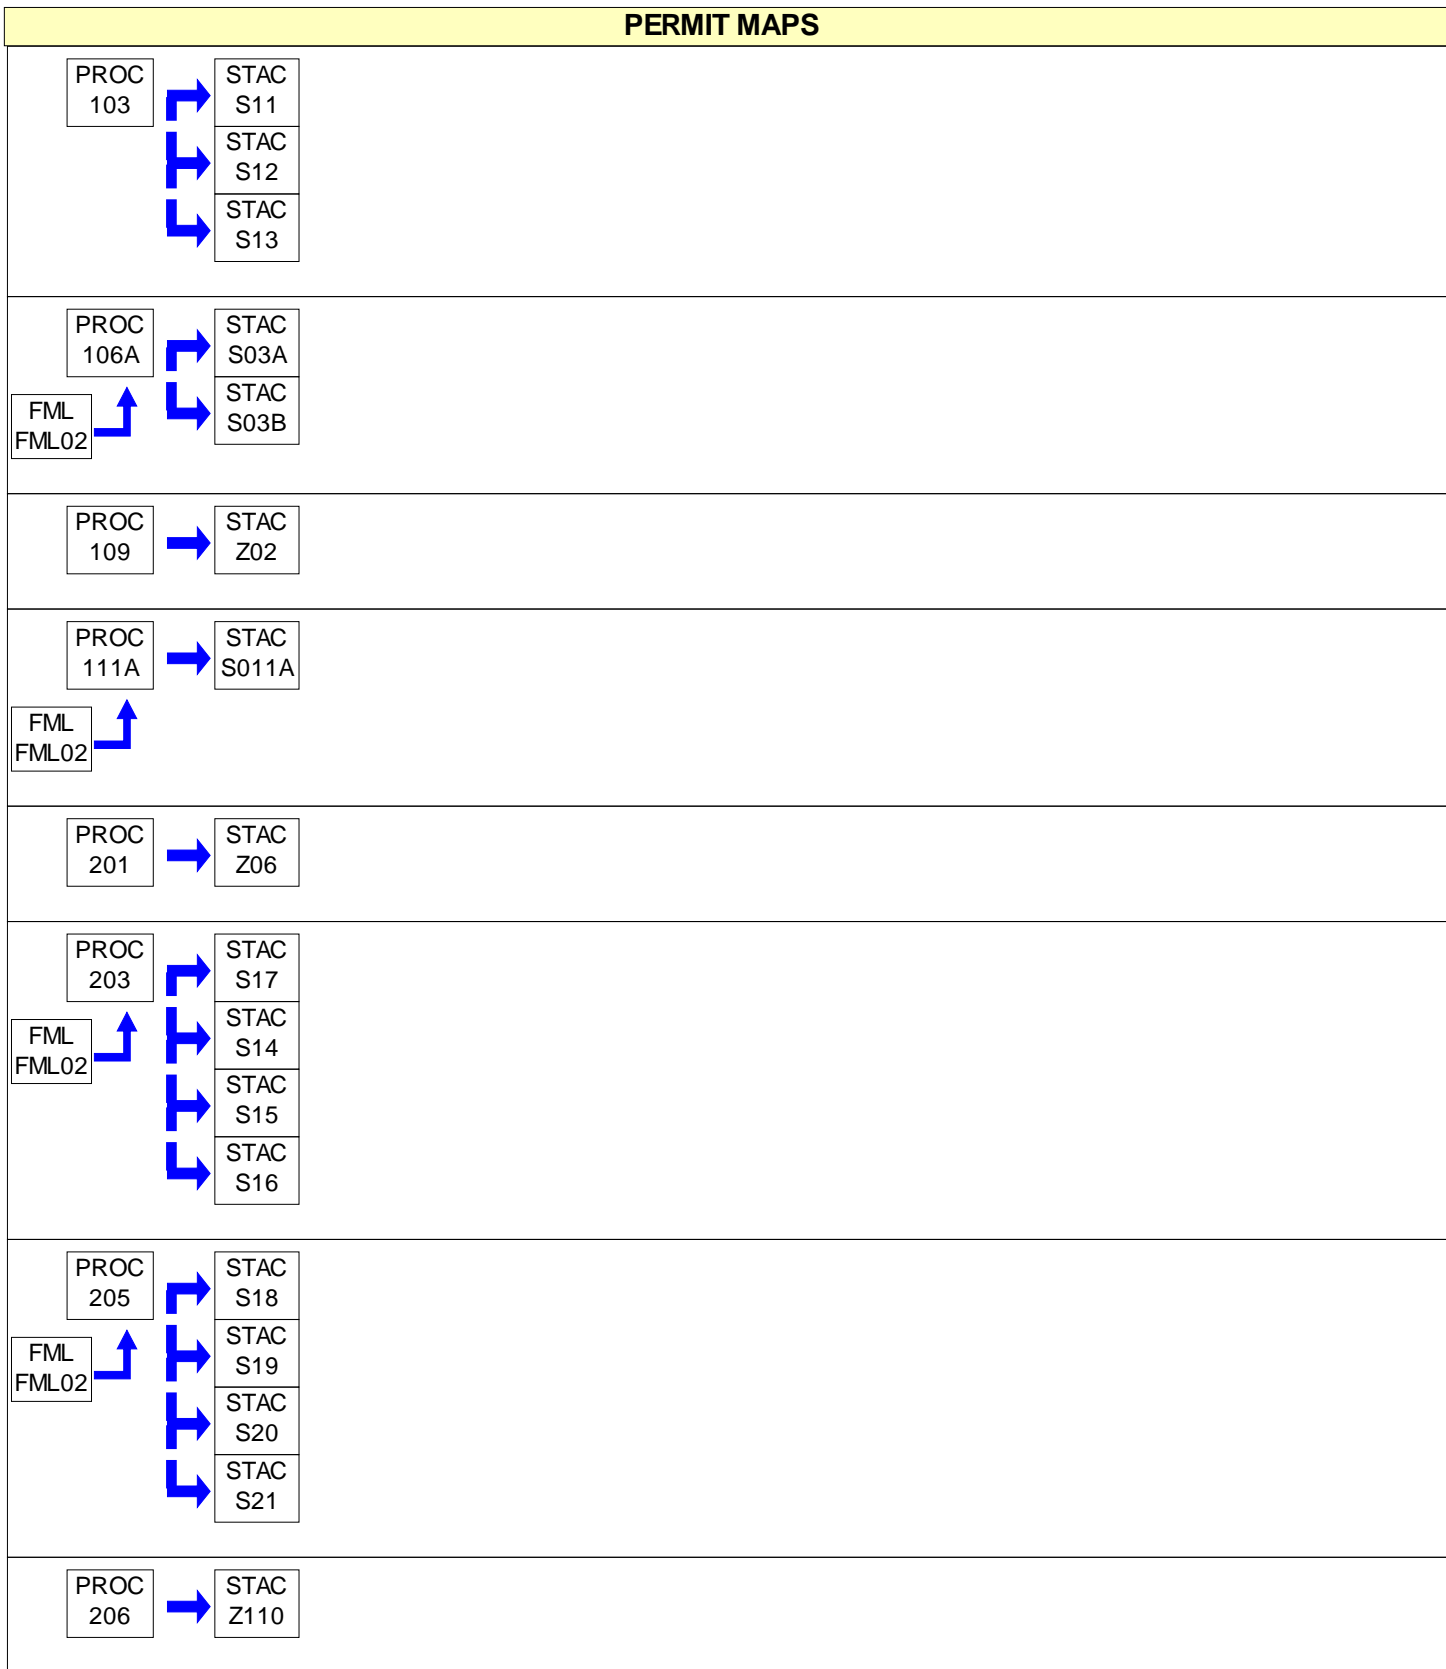 PERMIT MAPS
PROC
103
STAC
S11
STAC
S12
STAC
S13
PROC
106A
STAC
S03A
STAC
S03B
FML
FML02
PROC
109
STAC
Z02
PROC
111A
STAC
S011A
FML
FML02
PROC
201
STAC
Z06
PROC
203
STAC
S17
FML
FML02
STAC
S14
STAC
S15
STAC
S16
PROC
205
STAC
S18
FML
FML02
STAC
S19
STAC
S20
STAC
S21
PROC
206
STAC
Z110